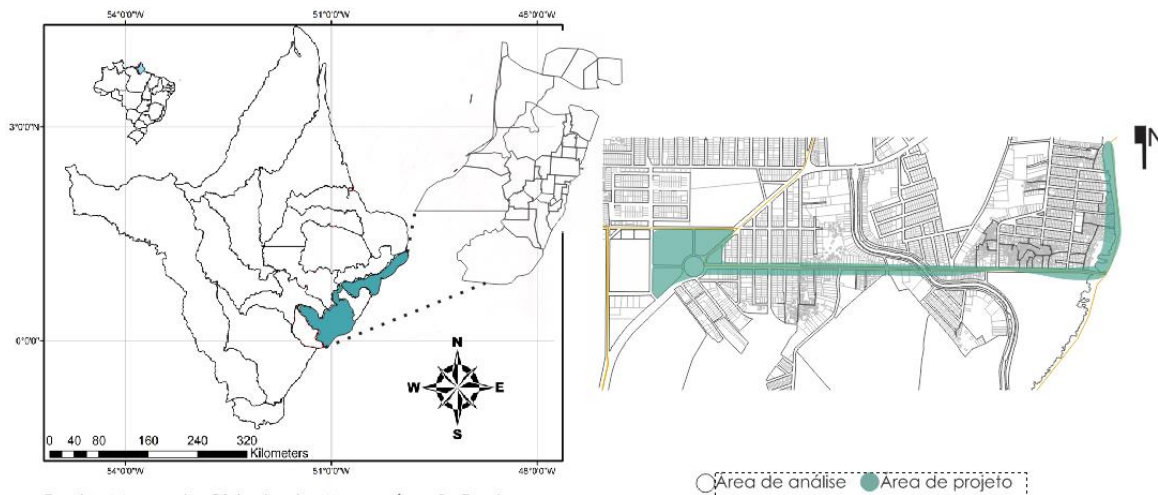 54°0'0"W 51°0'0"W 48°0'0"W
3°0'0"N
0°0'0"
N
W E
S
0 20 40 80 160 240 320
Kilometers
54°0'0"W 51°0'0"W 48°0'0"W
N
Área de análise Área de projeto